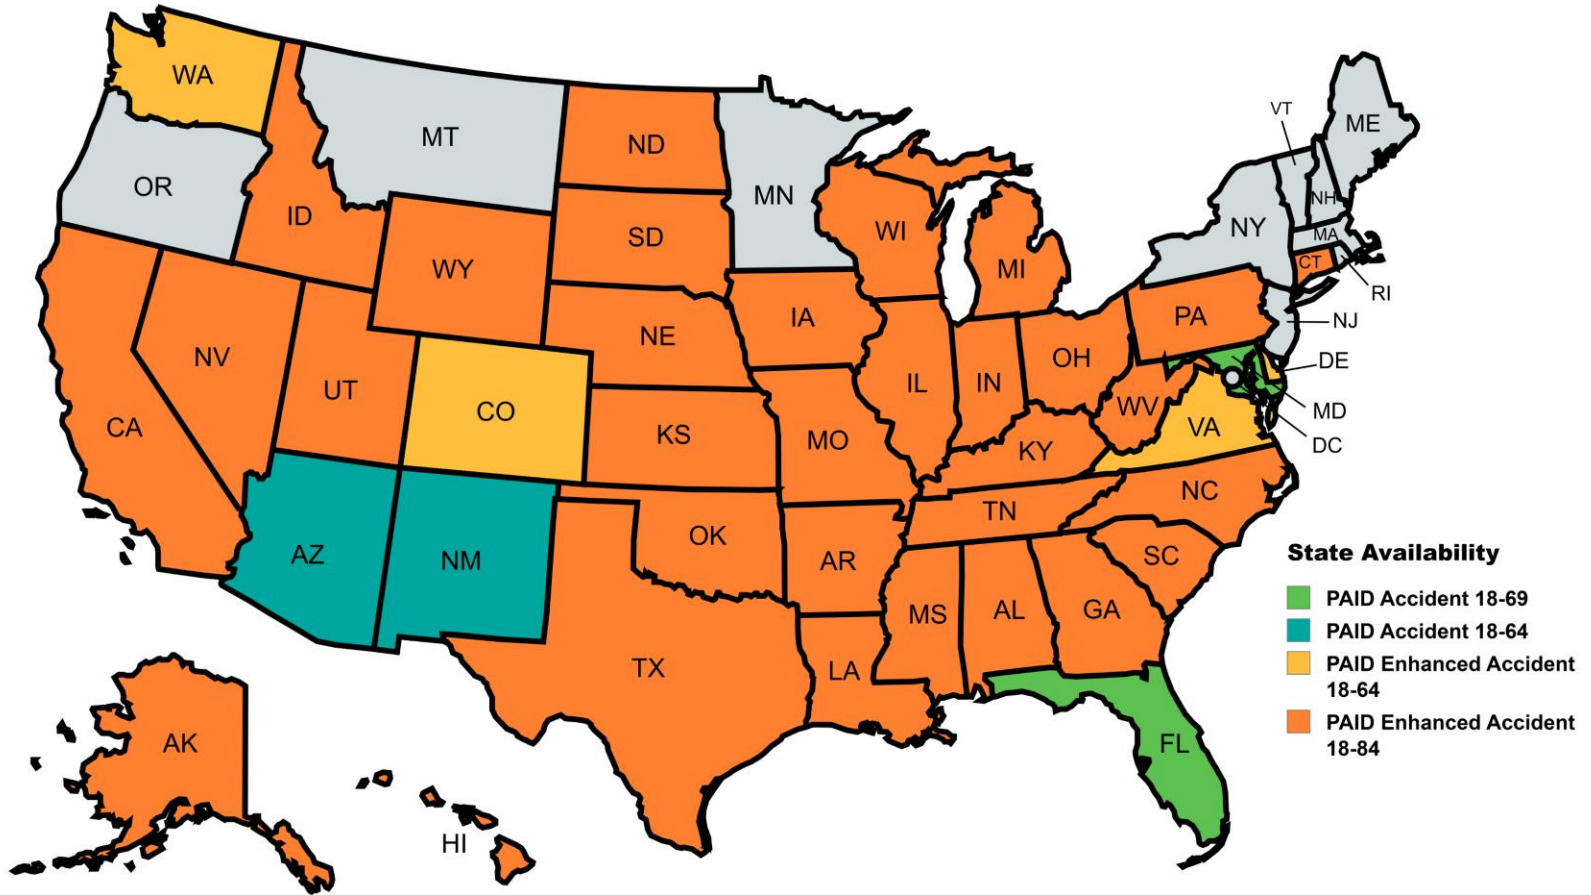 WA
MT
ND
MN
VT
ME
OR
ID
SD
WI
NH
NY
MA
WY
MI
CT
RI
IA
PA
NJ
NE
NV
UT
OH
DE
CO
IL
IN
WV
MD
CA
KS
MO
VA
DC
KY
NC
TN
OK
AZ
NM
AR
SC
MS
AL
GA
TX
LA
FL
AK
HI
State Availability
PAID Accident 18-69
PAID Accident 18-64
PAID Enhanced Accident
18-64
PAID Enhanced Accident
18-84